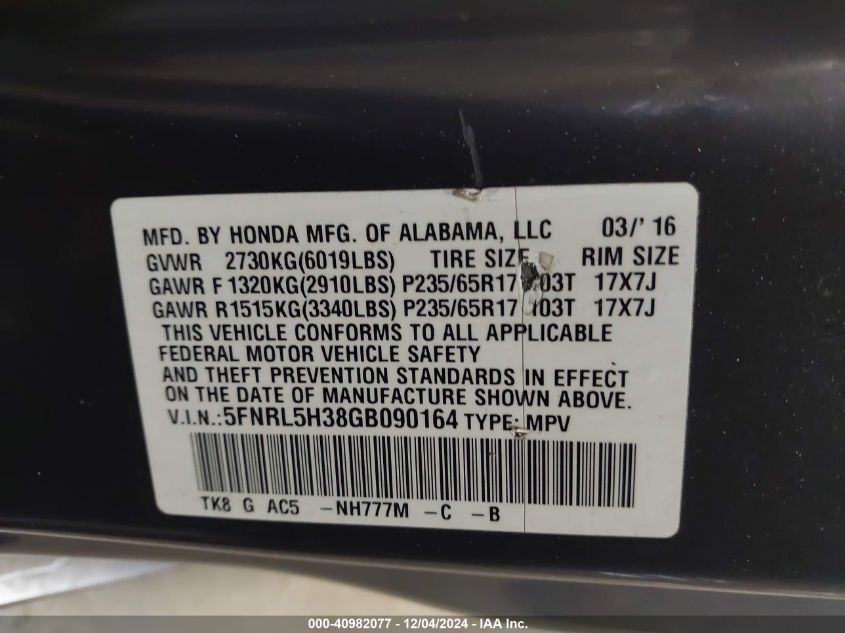 MFD. BY HONDA MFG. OF ALABAMA, LLC 03/'16
GVWR 2730KG(6019LBS) TIRE SIZE RIM SIZE
GAWR F 1320KG(2910LBS) P235/65R17 103T 17X7J
GAWR R1515KG(3340LBS) P235/65R17 103T 17X7J
THIS VEHICLE CONFORMS TO ALL APPLICABLE
FEDERAL MOTOR VEHICLE SAFETY
AND THEFT PREVENTION STANDARDS IN EFFECT
ON THE DATE OF MANUFACTURE SHOWN ABOVE.
V.I.N.:5FNRL5H38GB090164 TYPE: MPV
TK8 G AC5 -NH777M -C -B
000-40982077 - 12/04/2024 - IAA Inc.